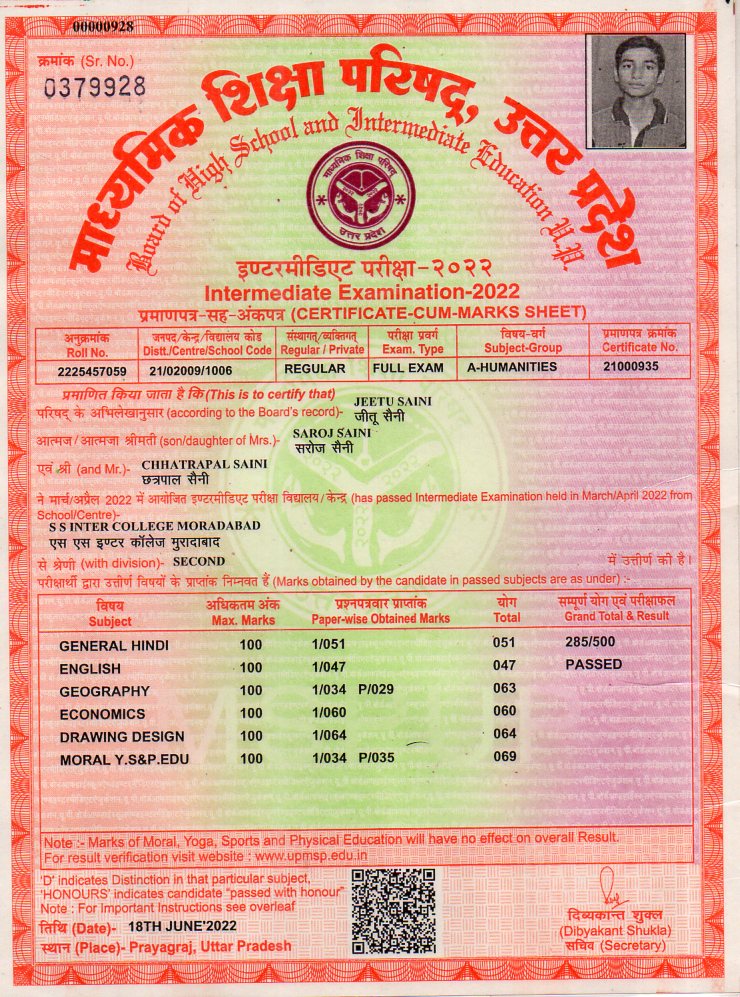 00000928
क्रमांक (Sr. No.)
0379928
माध्यमिक शिक्षा परिषद्, उत्तर प्रदेश
Board of High School and Intermediate Education U.P.
माध्यमिक शिक्षा परिषद
उत्तर प्रदेश
इण्टरमीडिएट परीक्षा-२०२२
Intermediate Examination-2022
प्रमाणपत्र-सह-अंकपत्र (CERTIFICATE-CUM-MARKS SHEET)
अनुक्रमांक जनपद/केन्द्र/विद्यालय कोड संस्थागत/व्यक्तिगत परीक्षा प्रवर्ग विषय-वर्ग प्रमाणपत्र क्रमांक
Roll No. Distt./Centre/School Code Regular / Private Exam. Type Subject-Group Certificate No.
2225457059 21/02009/1006 REGULAR FULL EXAM A-HUMANITIES 21000935
प्रमाणित किया जाता है कि (This is to certify that)
JEETU SAINI
परिषद् के अभिलेखानुसार (according to the Board's record)- जीतू सैनी
SAROJ SAINI
आत्मज/आत्मजा श्रीमती (son/daughter of Mrs.)- सरोज सैनी
एवं श्री (and Mr.)- CHHATRAPAL SAINI
छत्रपाल सैनी
ने मार्च/अप्रैल 2022 में आयोजित इण्टरमीडिएट परीक्षा विद्यालय/केन्द्र (has passed Intermediate Examination held in March/April 2022 from
School/Centre)-
S S INTER COLLEGE MORADABAD
एस एस इण्टर कॉलेज मुरादाबाद
से श्रेणी (with division)- SECOND में उत्तीर्ण की है।
परीक्षार्थी द्वारा उत्तीर्ण विषयों के प्राप्तांक निम्नवत हैं (Marks obtained by the candidate in passed subjects are as under) :-
विषय अधिकतम अंक प्रश्नपत्रवार प्राप्तांक योग सम्पूर्ण योग एवं परीक्षाफल
Subject Max. Marks Paper-wise Obtained Marks Total Grand Total & Result
GENERAL HINDI 100 1/051 051 285/500
ENGLISH 100 1/047 047 PASSED
GEOGRAPHY 100 1/034 P/029 063
ECONOMICS 100 1/060 060
DRAWING DESIGN 100 1/064 064
MORAL Y.S&P.EDU 100 1/034 P/035 069
Note :- Marks of Moral, Yoga, Sports and Physical Education will have no effect on overall Result.
For result verification visit website : www.upmsp.edu.in
'D' indicates Distinction in that particular subject,
'HONOURS' indicates candidate "passed with honour"
Note : For Important Instructions see overleaf
तिथि (Date)- 18TH JUNE'2022
स्थान (Place)- Prayagraj, Uttar Pradesh
दिव्यकान्त शुक्ल
(Dibyakant Shukla)
सचिव (Secretary)